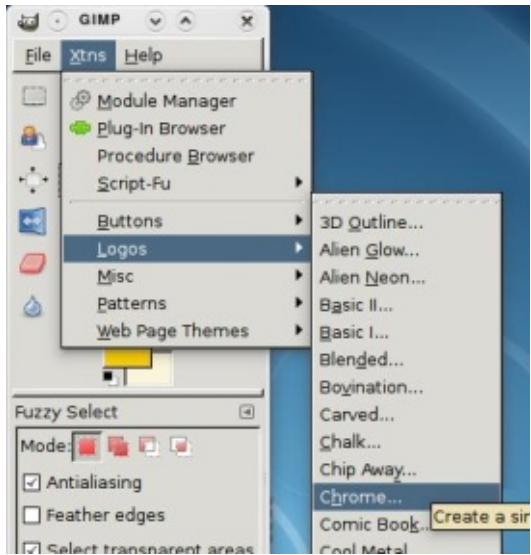 GIMP
File Xtns Help
Module Manager
Plug-In Browser
Procedure Browser
Script-Fu
Buttons
Logos
Misc
Patterns
Web Page Themes
3D Outline...
Alien Glow...
Alien Neon...
Basic II...
Basic I...
Blended...
Bovination...
Carved...
Chalk...
Chip Away...
Chrome...
Comic Book...
Create a sin
Cool Metal
Fuzzy Select
Mode:
Antialiasing
Feather edges
Select transparent areas